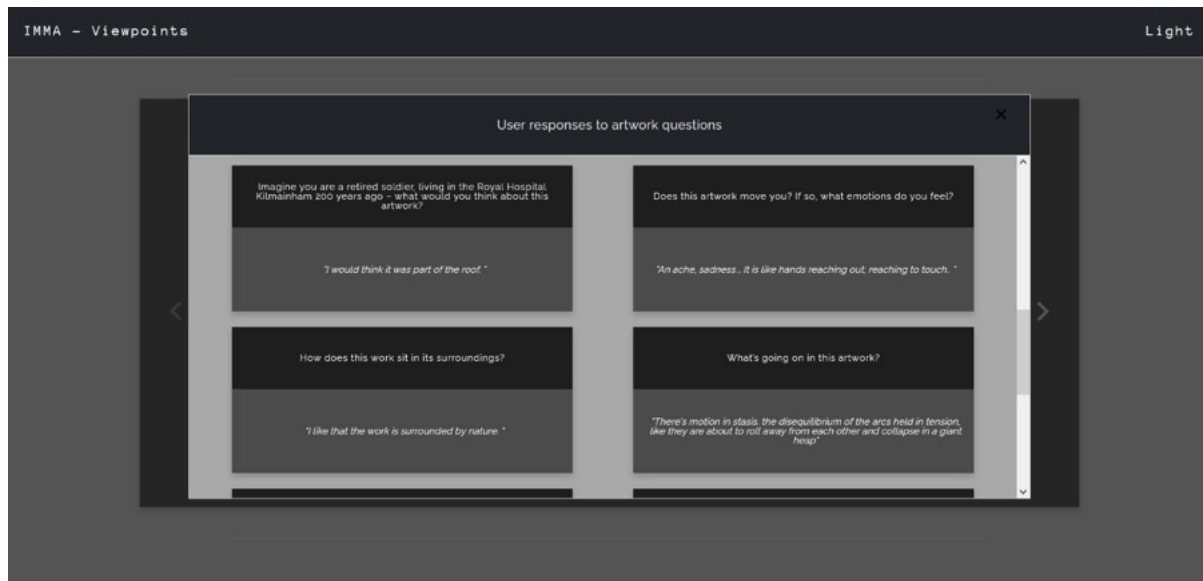 IMMA - Viewpoints
Light
User responses to artwork questions
Imagine you are a retired soldier, living in the Royal Hospital
Kilmainham 200 years ago – what would you think about this
artwork?
"I would think it was part of the roof. "
Does this artwork move you? If so, what emotions do you feel?
"An ache, sadness... It is like hands reaching out, reaching to touch. "
How does this work sit in its surroundings?
"I like that the work is surrounded by nature. "
What's going on in this artwork?
"There's motion in stasis, the disequilibrium of the arcs held in tension,
like they are about to roll away from each other and collapse in a giant
heap"